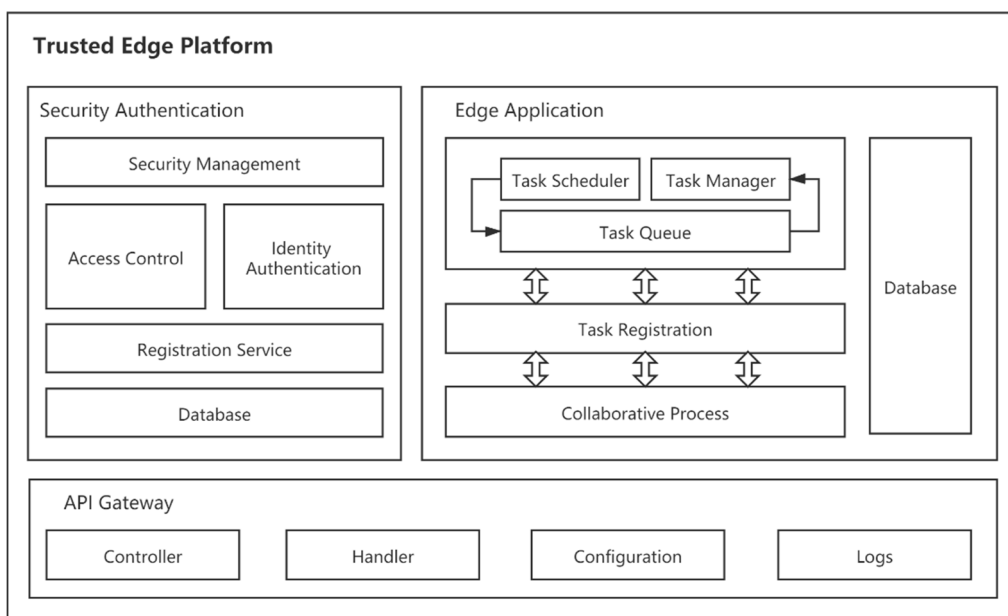 Trusted Edge Platform
Security Authentication
Security Management
Access Control
Identity
Authentication
Registration Service
Database
Edge Application
Task Scheduler
Task Manager
Task Queue
Task Registration
Collaborative Process
Database
API Gateway
Controller
Handler
Configuration
Logs